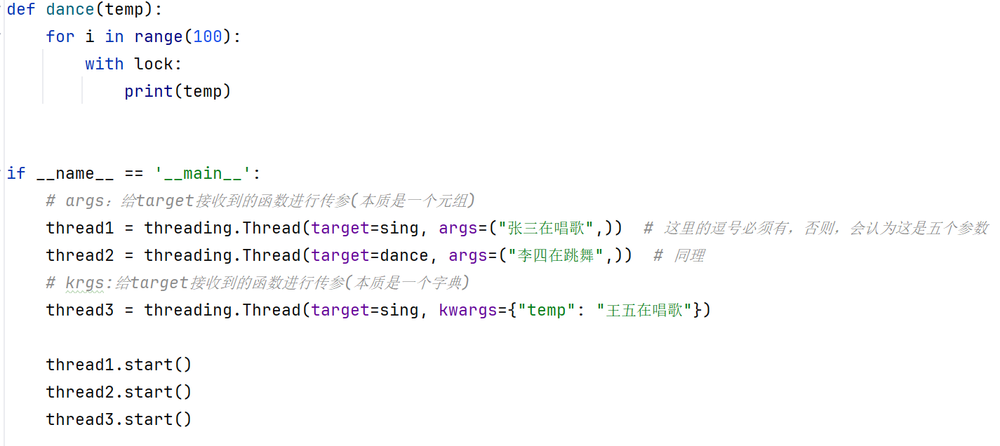 def dance(temp):
    for i in range(100):
        with lock:
            print(temp)
if __name__ == '__main__':
    # args：给target接收到的函数进行传参(本质是一个元组)
    thread1 = threading.Thread(target=sing, args=("张三在唱歌",))  # 这里的逗号必须有，否则，会认为这是五个参数
    thread2 = threading.Thread(target=dance, args=("李四在跳舞",))  # 同理
    # krgs:给target接收到的函数进行传参(本质是一个字典)
    thread3 = threading.Thread(target=sing, kwargs={"temp": "王五在唱歌"})
    thread1.start()
    thread2.start()
    thread3.start()